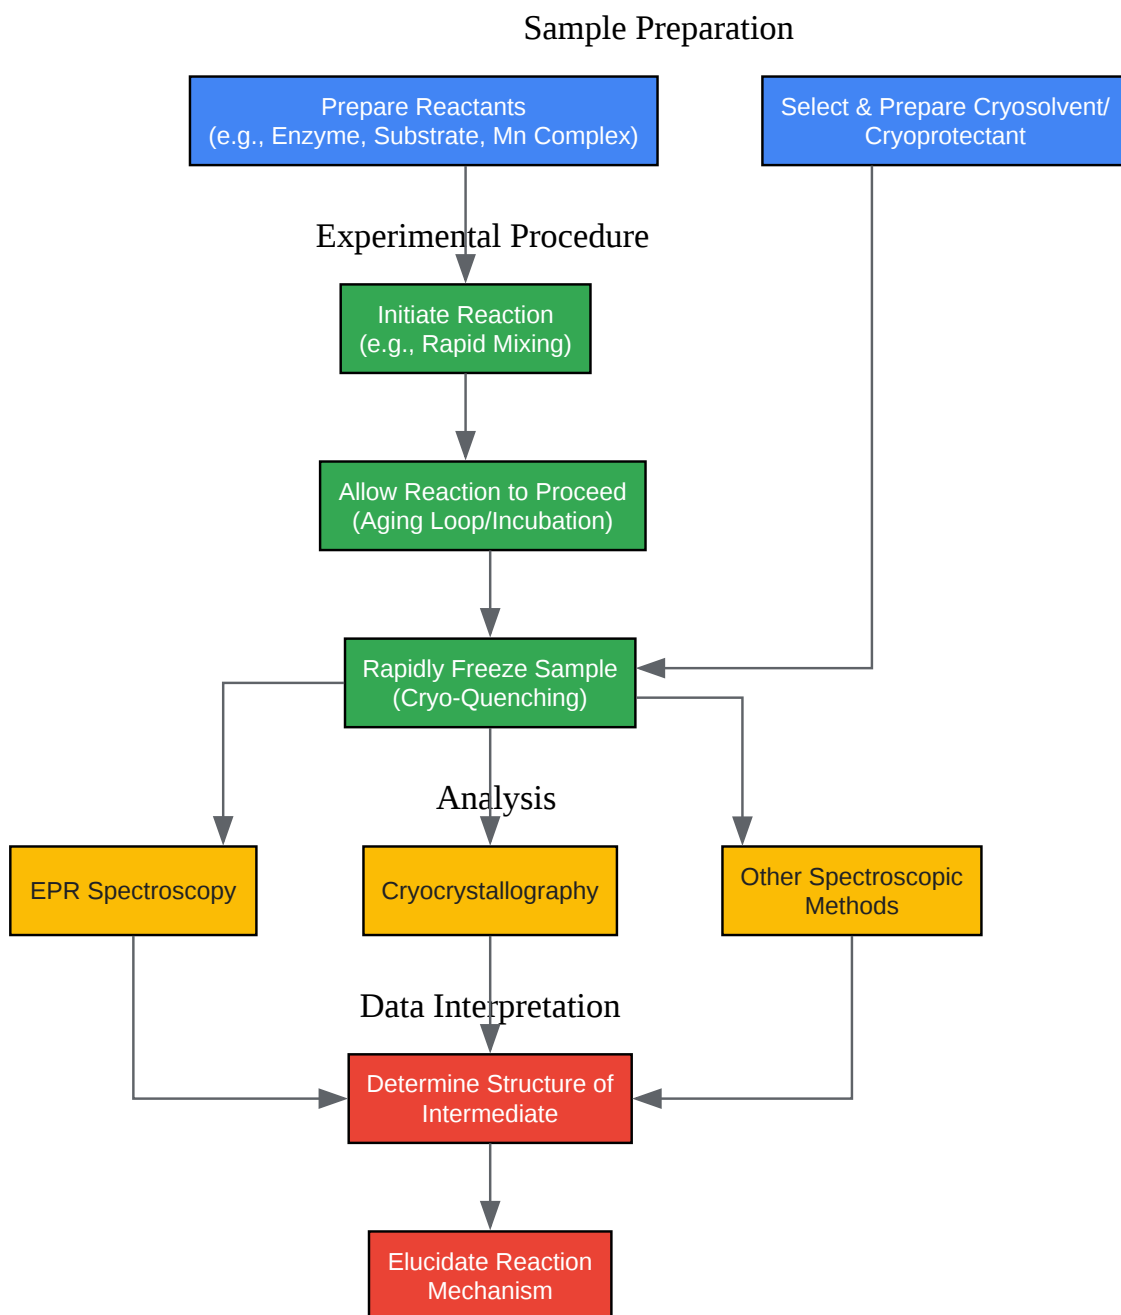 Sample Preparation
Prepare Reactants
(e.g., Enzyme, Substrate, Mn Complex)
Select & Prepare Cryosolvent/
Cryoprotectant
Experimental Procedure
Initiate Reaction
(e.g., Rapid Mixing)
Allow Reaction to Proceed
(Aging Loop/Incubation)
Rapidly Freeze Sample
(Cryo-Quenching)
Analysis
EPR Spectroscopy
Cryocrystallography
Other Spectroscopic
Methods
Data Interpretation
Determine Structure of
Intermediate
Elucidate Reaction
Mechanism